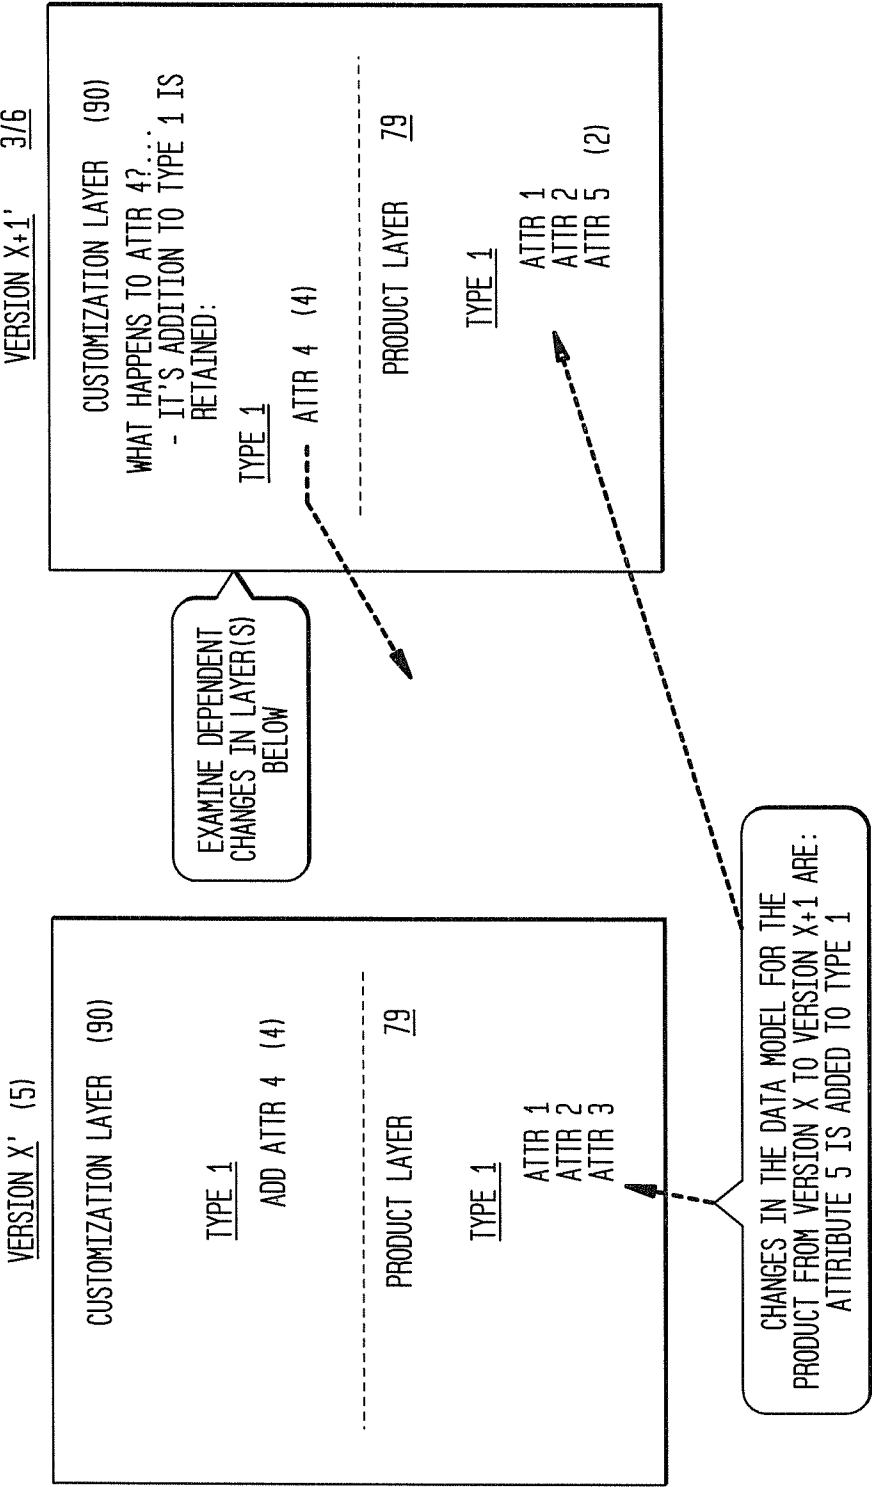 VERSION X' (5)
CUSTOMIZATION LAYER (90)
TYPE 1
ADD ATTR 4 (4)
PRODUCT LAYER 79
TYPE 1
ATTR 1
ATTR 2
ATTR 3
EXAMINE DEPENDENT
CHANGES IN LAYER(S)
BELOW
VERSION X+1' 3/6
CUSTOMIZATION LAYER (90)
WHAT HAPPENS TO ATTR 4?...
- IT'S ADDITION TO TYPE 1 IS
RETAINED:
TYPE 1
ATTR 4 (4)
PRODUCT LAYER 79
TYPE 1
ATTR 1
ATTR 2
ATTR 5 (2)
CHANGES IN THE DATA MODEL FOR THE
PRODUCT FROM VERSION X TO VERSION X+1 ARE:
ATTRIBUTE 5 IS ADDED TO TYPE 1